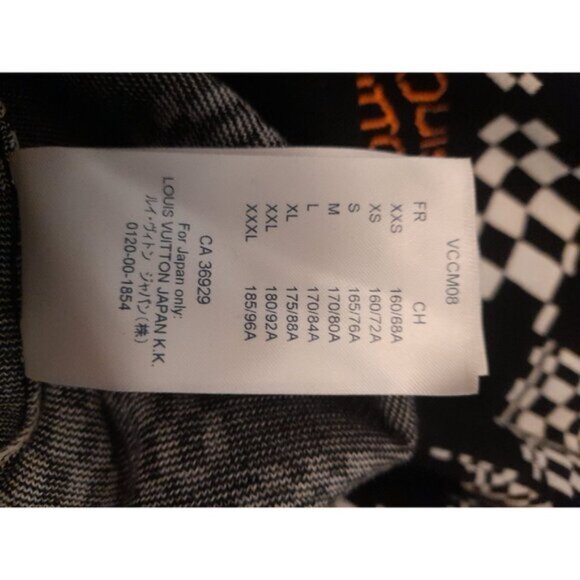 VCCM08
FR CH
XXS 160/68A
XS 160/72A
S 165/76A
M 170/80A
L 170/84A
XL 175/88A
XXL 180/92A
XXXL 185/96A
CA 36929
For Japan only:
LOUIS VUITTON JAPAN K.K.
ルイ・ヴィトン ジャパン(株)
0120-00-1854